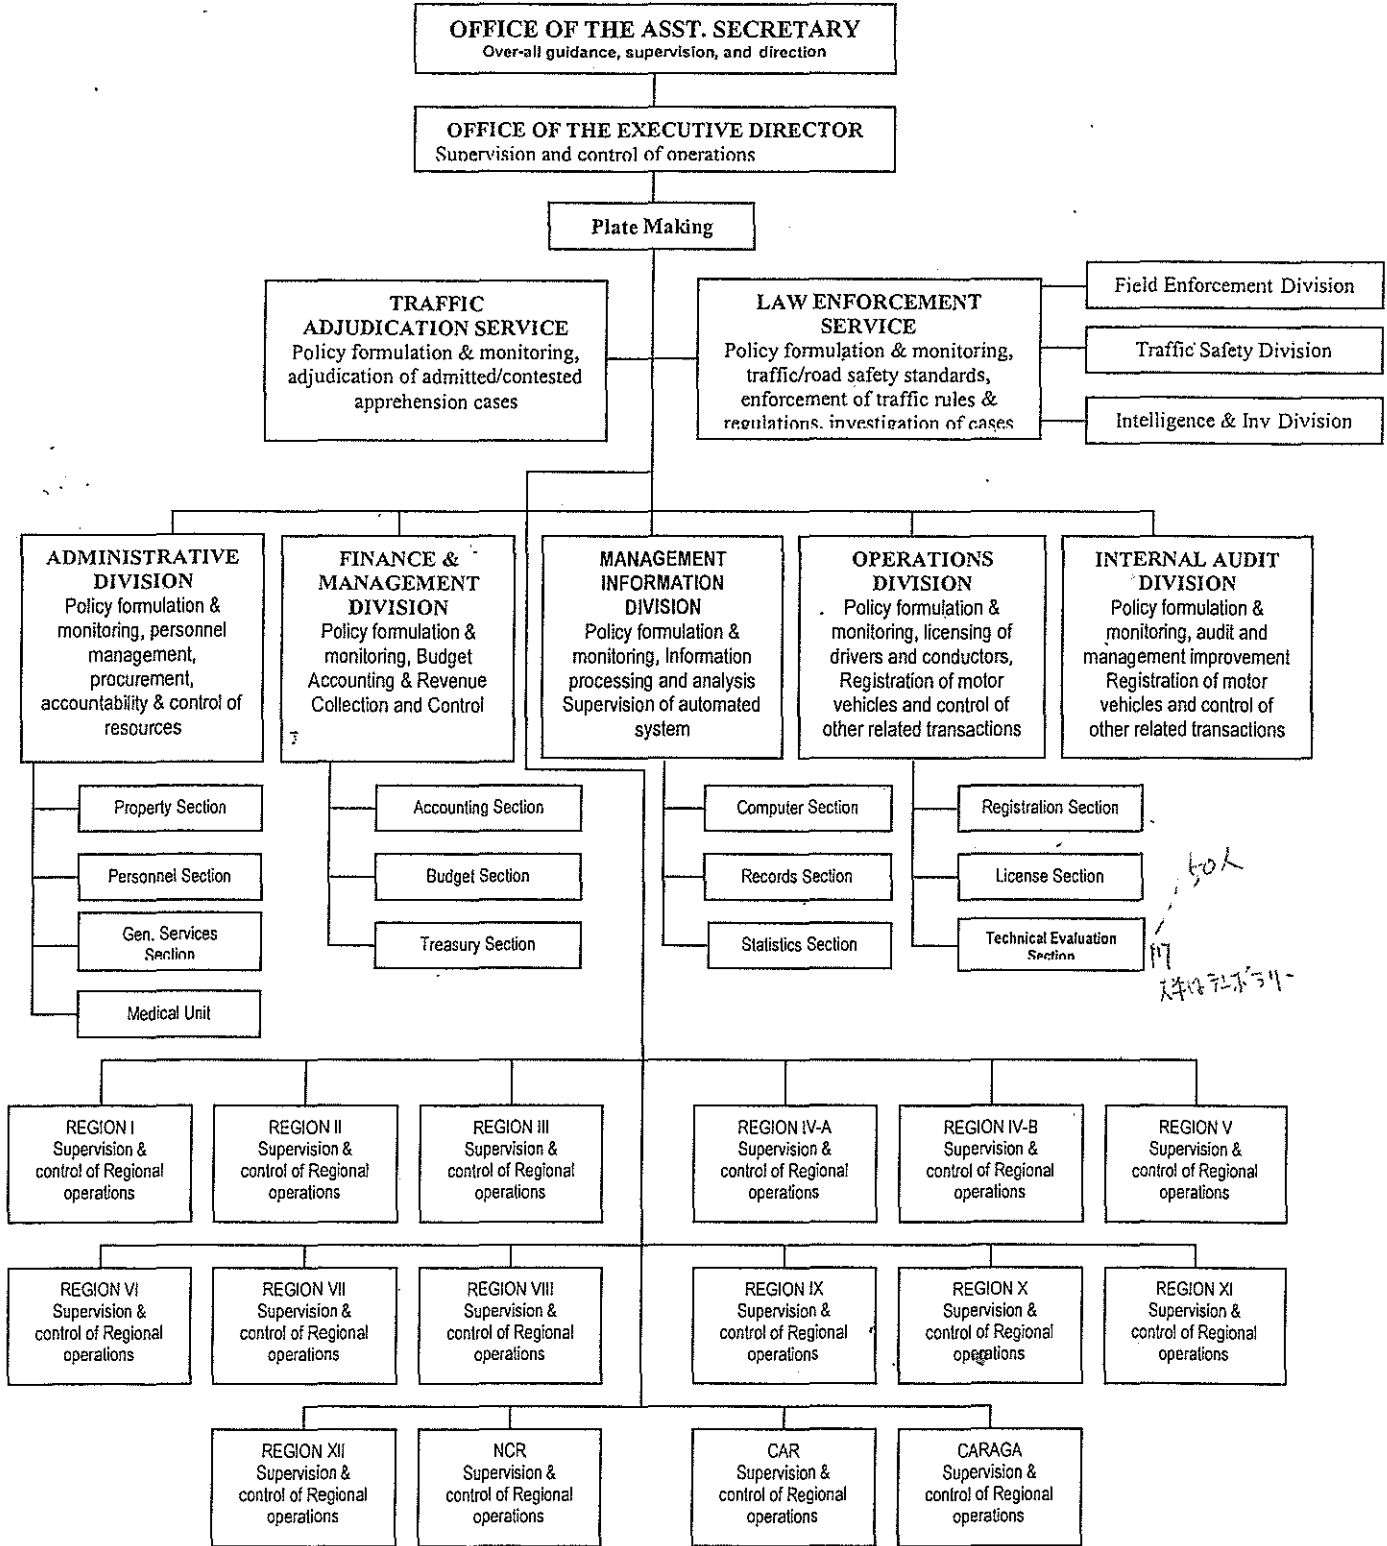 OFFICE OF THE ASST. SECRETARY
Over-all guidance, supervision, and direction
OFFICE OF THE EXECUTIVE DIRECTOR
Supervision and control of operations
Plate Making
TRAFFIC
ADJUDICATION SERVICE
Policy formulation & monitoring,
adjudication of admitted/contested
apprehension cases
LAW ENFORCEMENT
SERVICE
Policy formulation & monitoring,
traffic/road safety standards,
enforcement of traffic rules &
regulations, investigation of cases
Field Enforcement Division
Traffic Safety Division
Intelligence & Inv Division
ADMINISTRATIVE
DIVISION
Policy formulation &
monitoring, personnel
management,
procurement,
accountability & control of
resources
FINANCE &
MANAGEMENT
DIVISION
Policy formulation &
monitoring, Budget
Accounting & Revenue
Collection and Control
MANAGEMENT
INFORMATION
DIVISION
Policy formulation &
monitoring, Information
processing and analysis
Supervision of automated
system
OPERATIONS
DIVISION
Policy formulation &
monitoring, licensing of
drivers and conductors,
Registration of motor
vehicles and control of
other related transactions
INTERNAL AUDIT
DIVISION
Policy formulation &
monitoring, audit and
management improvement
Registration of motor
vehicles and control of
other related transactions
Property Section
Personnel Section
Gen. Services
Section
Medical Unit
Accounting Section
Budget Section
Treasury Section
Computer Section
Records Section
Statistics Section
Registration Section
License Section
Technical Evaluation
Section
50人
REGION I
Supervision &
control of Regional
operations
REGION II
Supervision &
control of Regional
operations
REGION III
Supervision &
control of Regional
operations
REGION IV-A
Supervision &
control of Regional
operations
REGION IV-B
Supervision &
control of Regional
operations
REGION V
Supervision &
control of Regional
operations
REGION VI
Supervision &
control of Regional
operations
REGION VII
Supervision &
control of Regional
operations
REGION VIII
Supervision &
control of Regional
operations
REGION IX
Supervision &
control of Regional
operations
REGION X
Supervision &
control of Regional
operations
REGION XI
Supervision &
control of Regional
operations
REGION XII
Supervision &
control of Regional
operations
NCR
Supervision &
control of Regional
operations
CAR
Supervision &
control of Regional
operations
CARAGA
Supervision &
control of Regional
operations